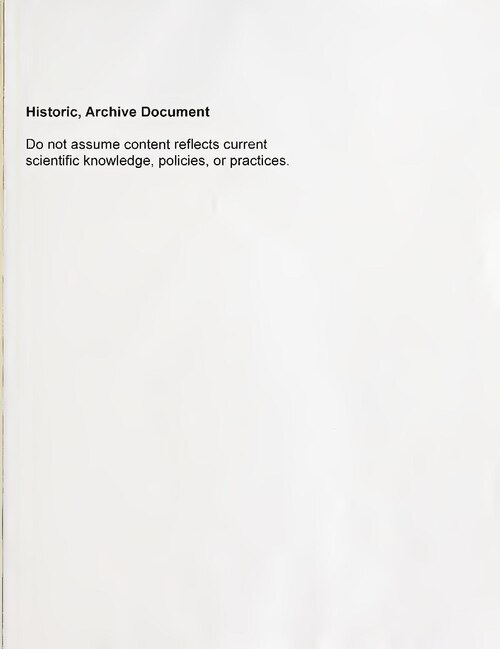 Historic, Archive Document
Do not assume content reflects current
scientific knowledge, policies, or practices.